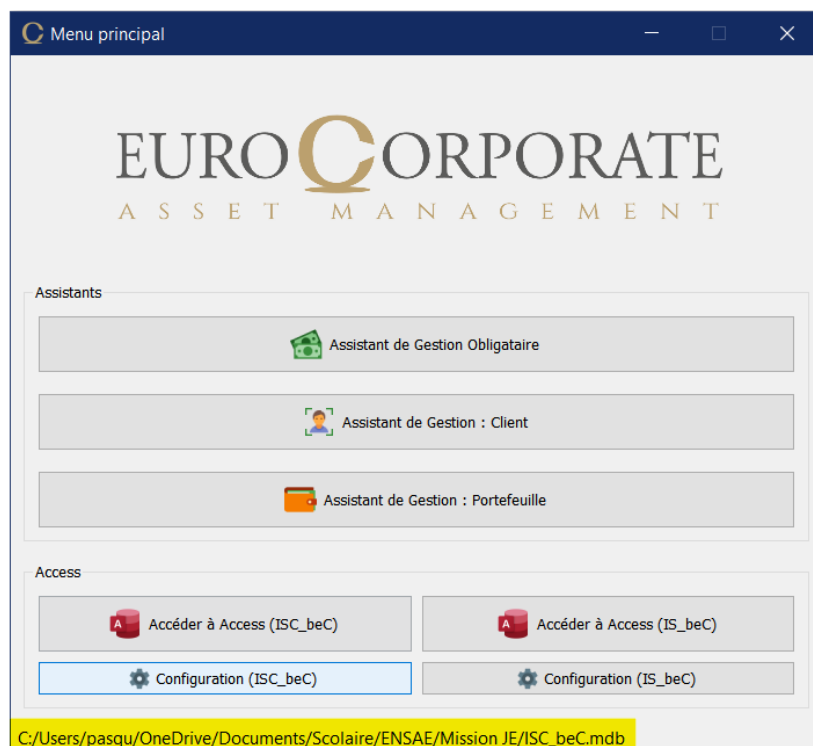 Menu principal
EUROCORPORATE
ASSET MANAGEMENT
Assistants
Assistant de Gestion Obligataire
Assistant de Gestion : Client
Assistant de Gestion : Portefeuille
Access
A Accéder à Access (ISC_beC) A Accéder à Access (IS_beC)
Configuration (ISC_beC) Configuration (IS_beC)
C:/Users/pasqu/OneDrive/Documents/Scolaire/ENSAE/Mission JE/ISC_beC.mdb